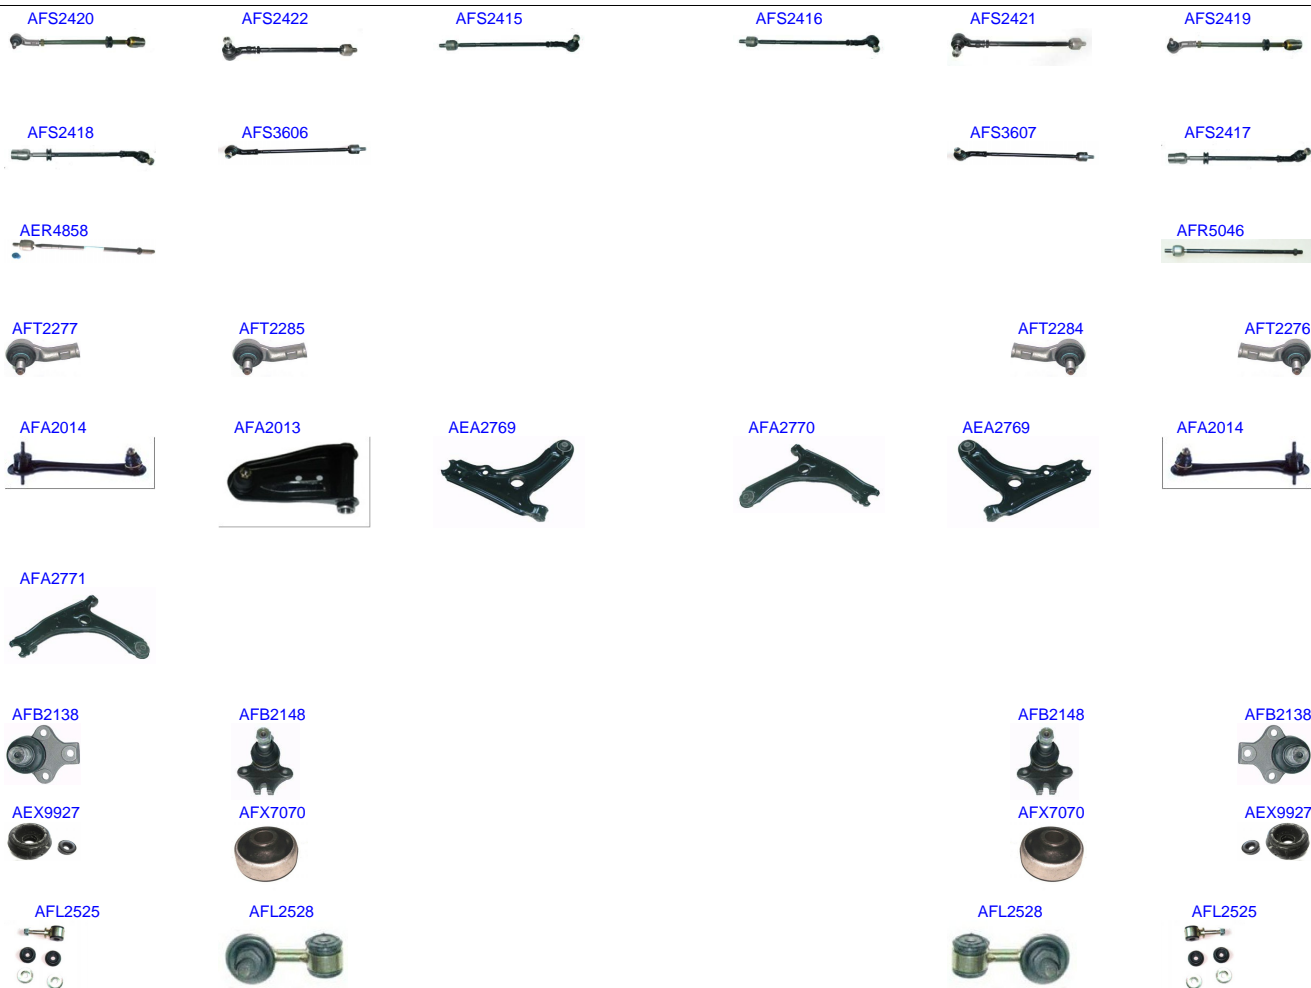 AFS2420 AFS2422 AFS2415 AFS2416 AFS2421 AFS2419
AFS2418 AFS3606 AFS3607 AFS2417
AER4858 AFR5046
AFT2277 AFT2285 AFT2284 AFT2276
AFA2014 AFA2013 AEA2769 AFA2770 AEA2769 AFA2014
AFA2771
AFB2138 AFB2148 AFB2148 AFB2138
AEX9927 AFX7070 AFX7070 AEX9927
AFL2525 AFL2528 AFL2528 AFL2525